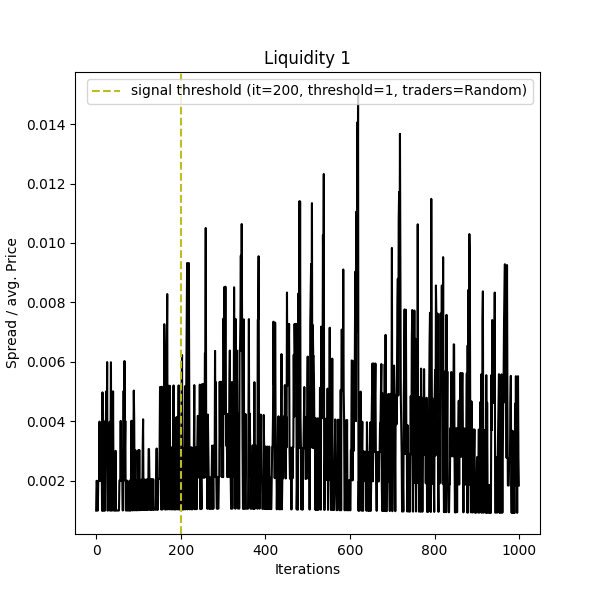 Liquidity 1
signal threshold (it=200, threshold=1, traders=Random)
Spread / avg. Price
0.014
0.012
0.010
0.008
0.006
0.004
0.002
0 200 400 600 800 1000
Iterations